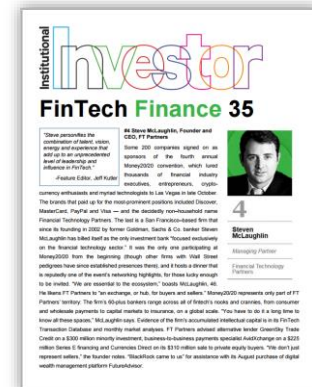 Institutional
Investor
FinTech Finance 35
"Steve personifies the
combination of talent, vision,
energy and experience that
add up to an unprecedented
level of leadership and
influence in FinTech."
-Feature Editor, Jeff Kutler
#4 Steve McLaughlin, Founder and
CEO, FT Partners
Some 200 companies signed on as
sponsors of the fourth annual
Money20/20 convention, which lured
thousands of financial industry
executives, entrepreneurs, crypto-
currency enthusiasts and myriad technologists to Las Vegas in late October.
The brands that paid up for the most-prominent positions included Discover,
MasterCard, PayPal and Visa — and the decidedly non–household name
Financial Technology Partners. The last is a San Francisco–based firm that
since its founding in 2002 by former Goldman, Sachs & Co. banker Steven
McLaughlin has billed itself as the only investment bank "focused exclusively
on the financial technology sector." It was the only one participating at
Money20/20 from the beginning (though other firms with Wall Street
pedigrees have since established presences there), and it hosts a dinner that
is reputedly one of the event's networking highlights, for those lucky enough
to be invited. "We are essential to the ecosystem," boasts McLaughlin, 46.
He likens FT Partners to "an exchange, or hub, for buyers and sellers." Money20/20 represents only part of FT
Partners' territory: The firm's 60-plus bankers range across all of fintech's nooks and crannies, from consumer
and wholesale payments to capital markets to insurance, on a global scale. "You have to do it a long time to
know all these spaces," McLaughlin says. Evidence of the firm's accumulated intellectual capital is in its FinTech
Transaction Database and monthly market analyses. FT Partners advised alternative lender GreenSky Trade
Credit on a $300 million minority investment, business-to-business payments specialist AvidXchange on a $225
million Series E financing and Currencies Direct on its $310 million sale to private equity buyers. "We don't just
represent sellers," the founder notes. "BlackRock came to us" for assistance with its August purchase of digital
wealth management platform FutureAdvisor.
4
Steven
McLaughlin
Managing Partner
Financial Technology
Partners